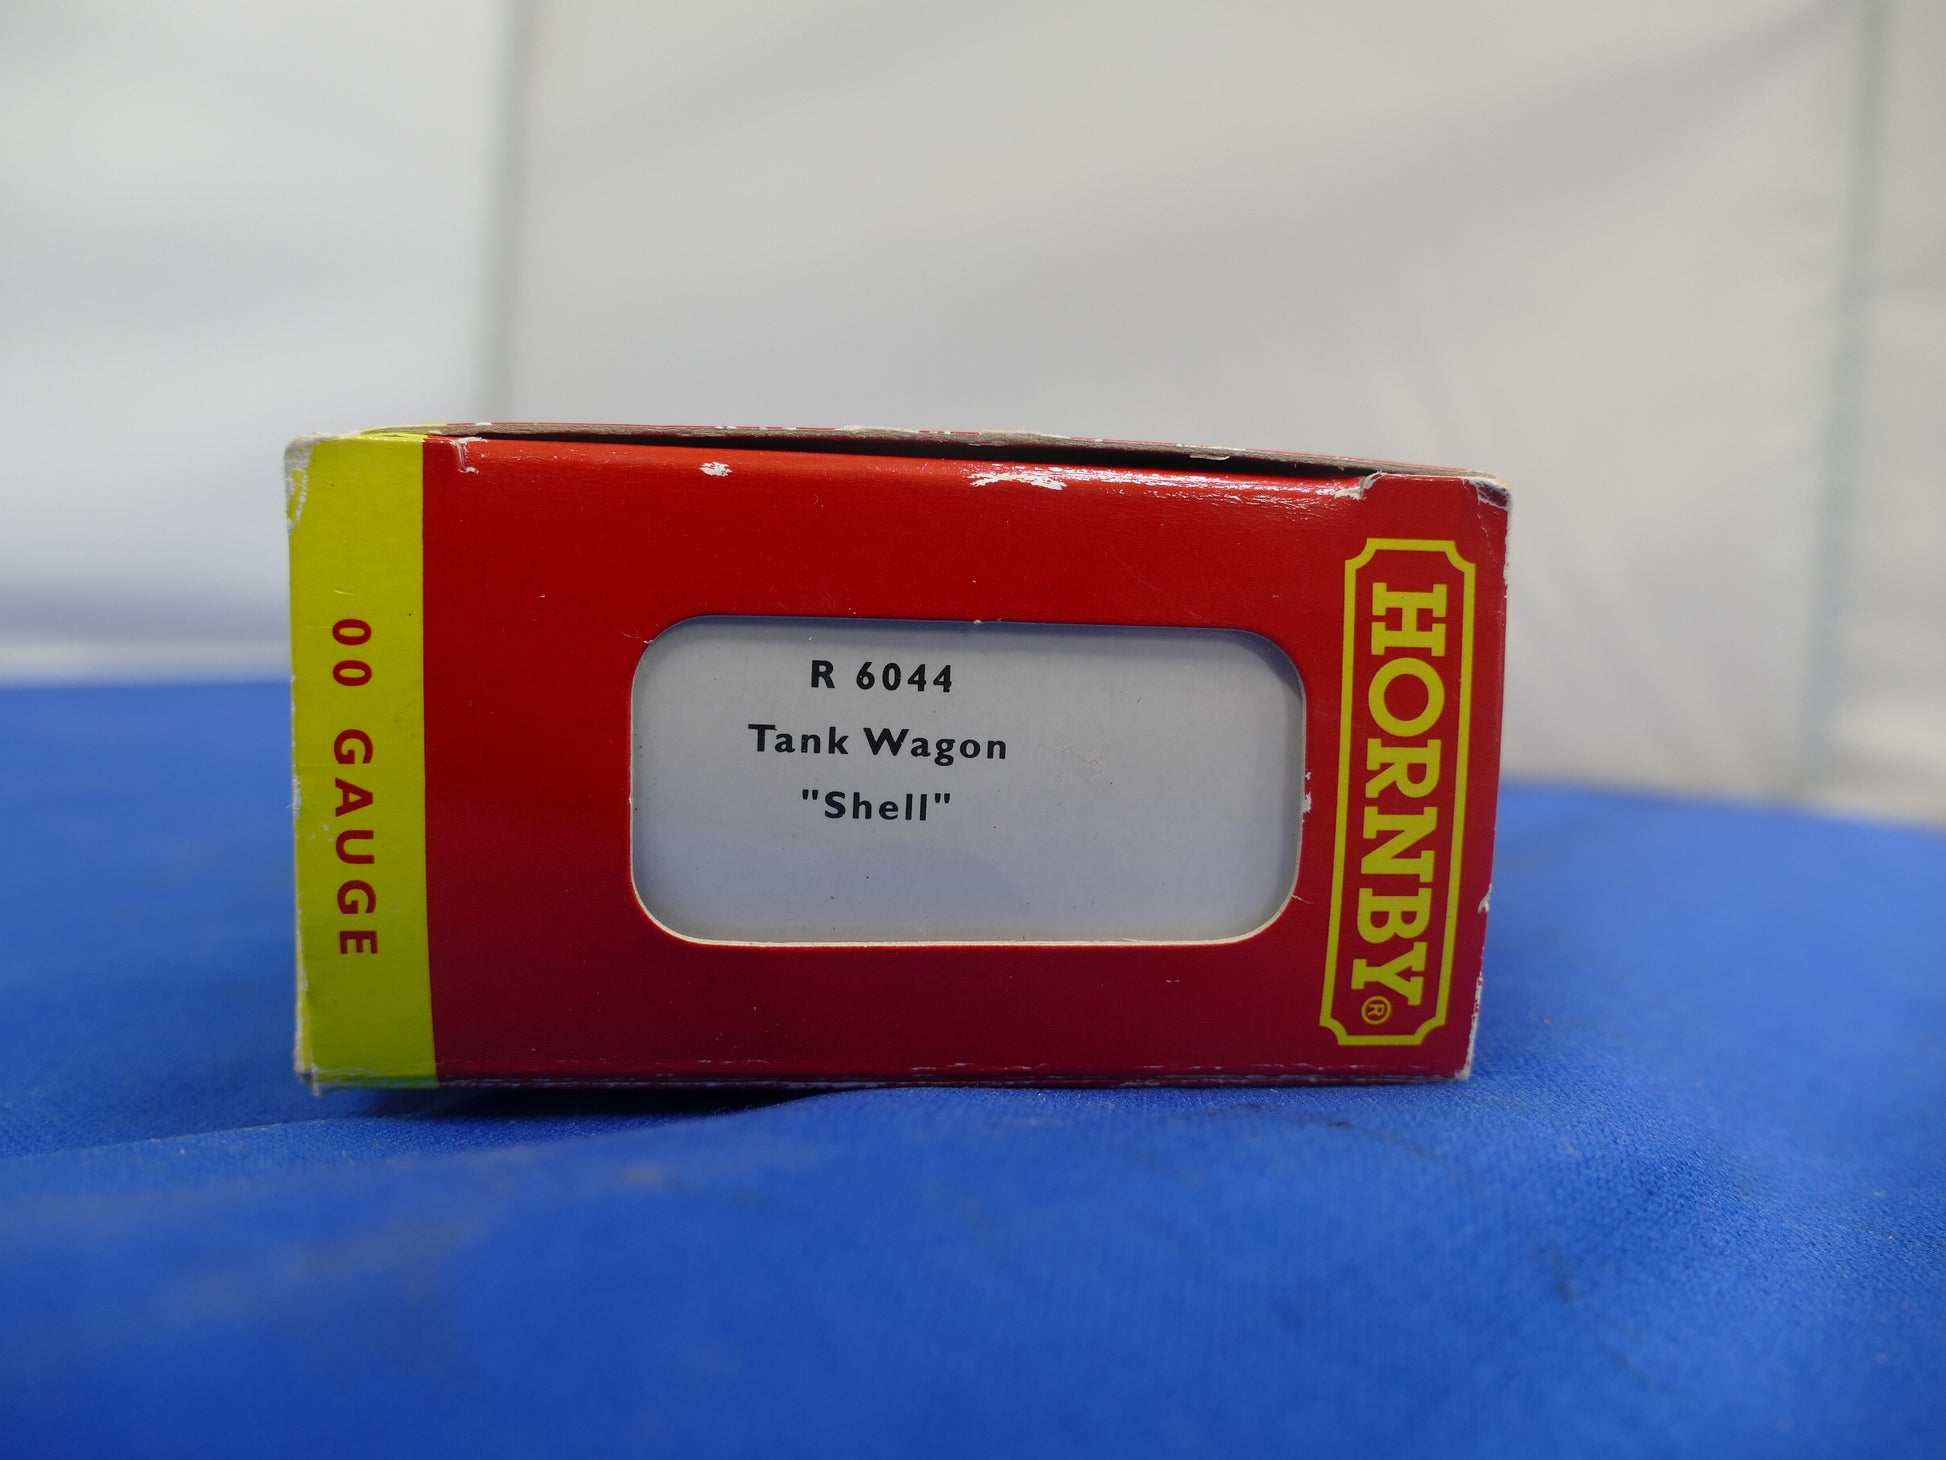 00 GAUGE
R 6044
Tank Wagon
"Shell"
HORNBY®